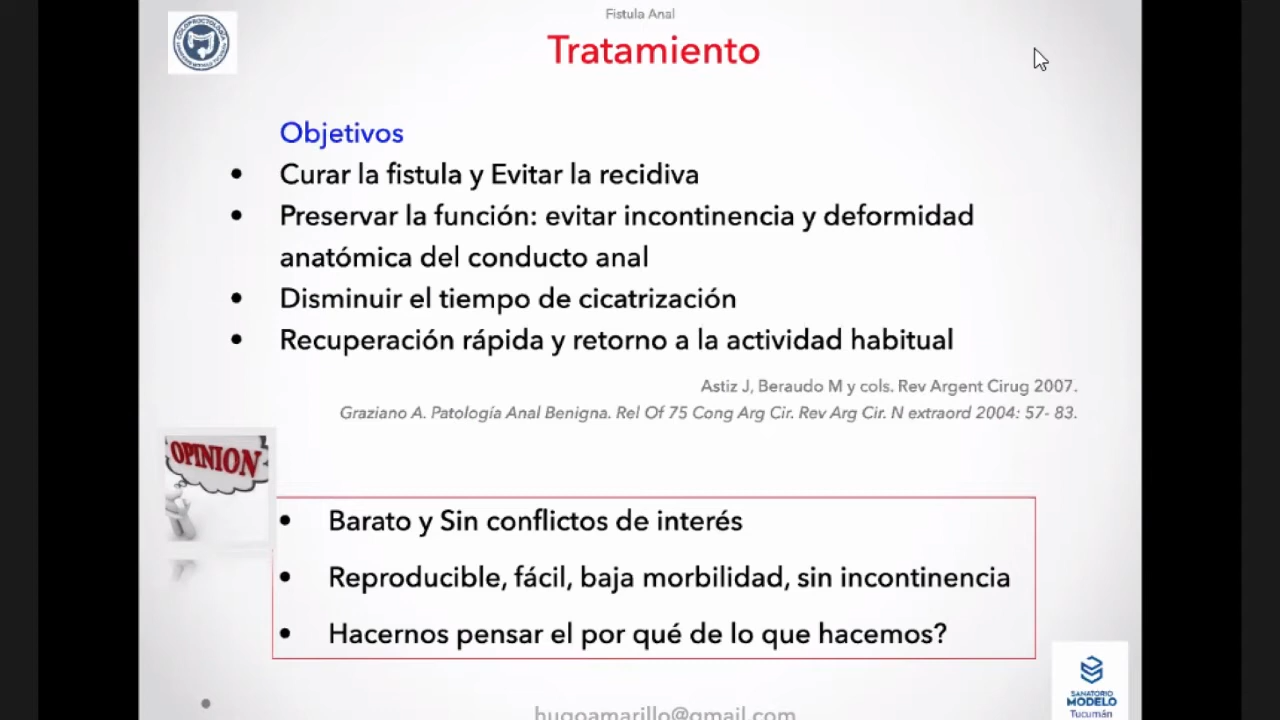 Fistula Anal
Tratamiento
Objetivos
• Curar la fistula y Evitar la recidiva
• Preservar la función: evitar incontinencia y deformidad
anatómica del conducto anal
• Disminuir el tiempo de cicatrización
• Recuperación rápida y retorno a la actividad habitual
Astiz J, Beraudo M y cols. Rev Argent Cirug 2007.
Graziano A. Patología Anal Benigna. Rel Of 75 Cong Arg Cir. Rev Arg Cir. N extraord 2004: 57- 83.
OPINION
• Barato y Sin conflictos de interés
• Reproducible, fácil, baja morbilidad, sin incontinencia
• Hacernos pensar el por qué de lo que hacemos?
SANATORIO
MODELO
Tucumán
hugoamarillo@gmail.com